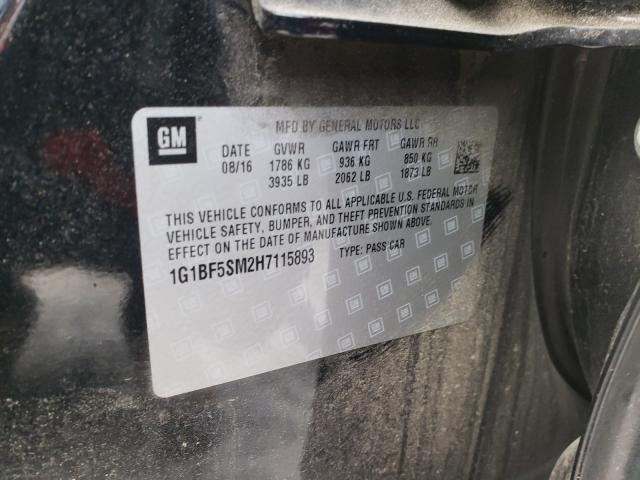 GM
MFD BY GENERAL MOTORS LLC
DATE GVWR GAWR FRT GAWR RR
08/16 1786 KG 936 KG 850 KG
3935 LB 2062 LB 1873 LB
THIS VEHICLE CONFORMS TO ALL APPLICABLE U.S. FEDERAL MOTOR
VEHICLE SAFETY, BUMPER, AND THEFT PREVENTION STANDARDS IN
EFFECT ON THE DATE OF MANUFACTURE SHOWN ABOVE.
1G1BF5SM2H7115893 TYPE: PASS CAR